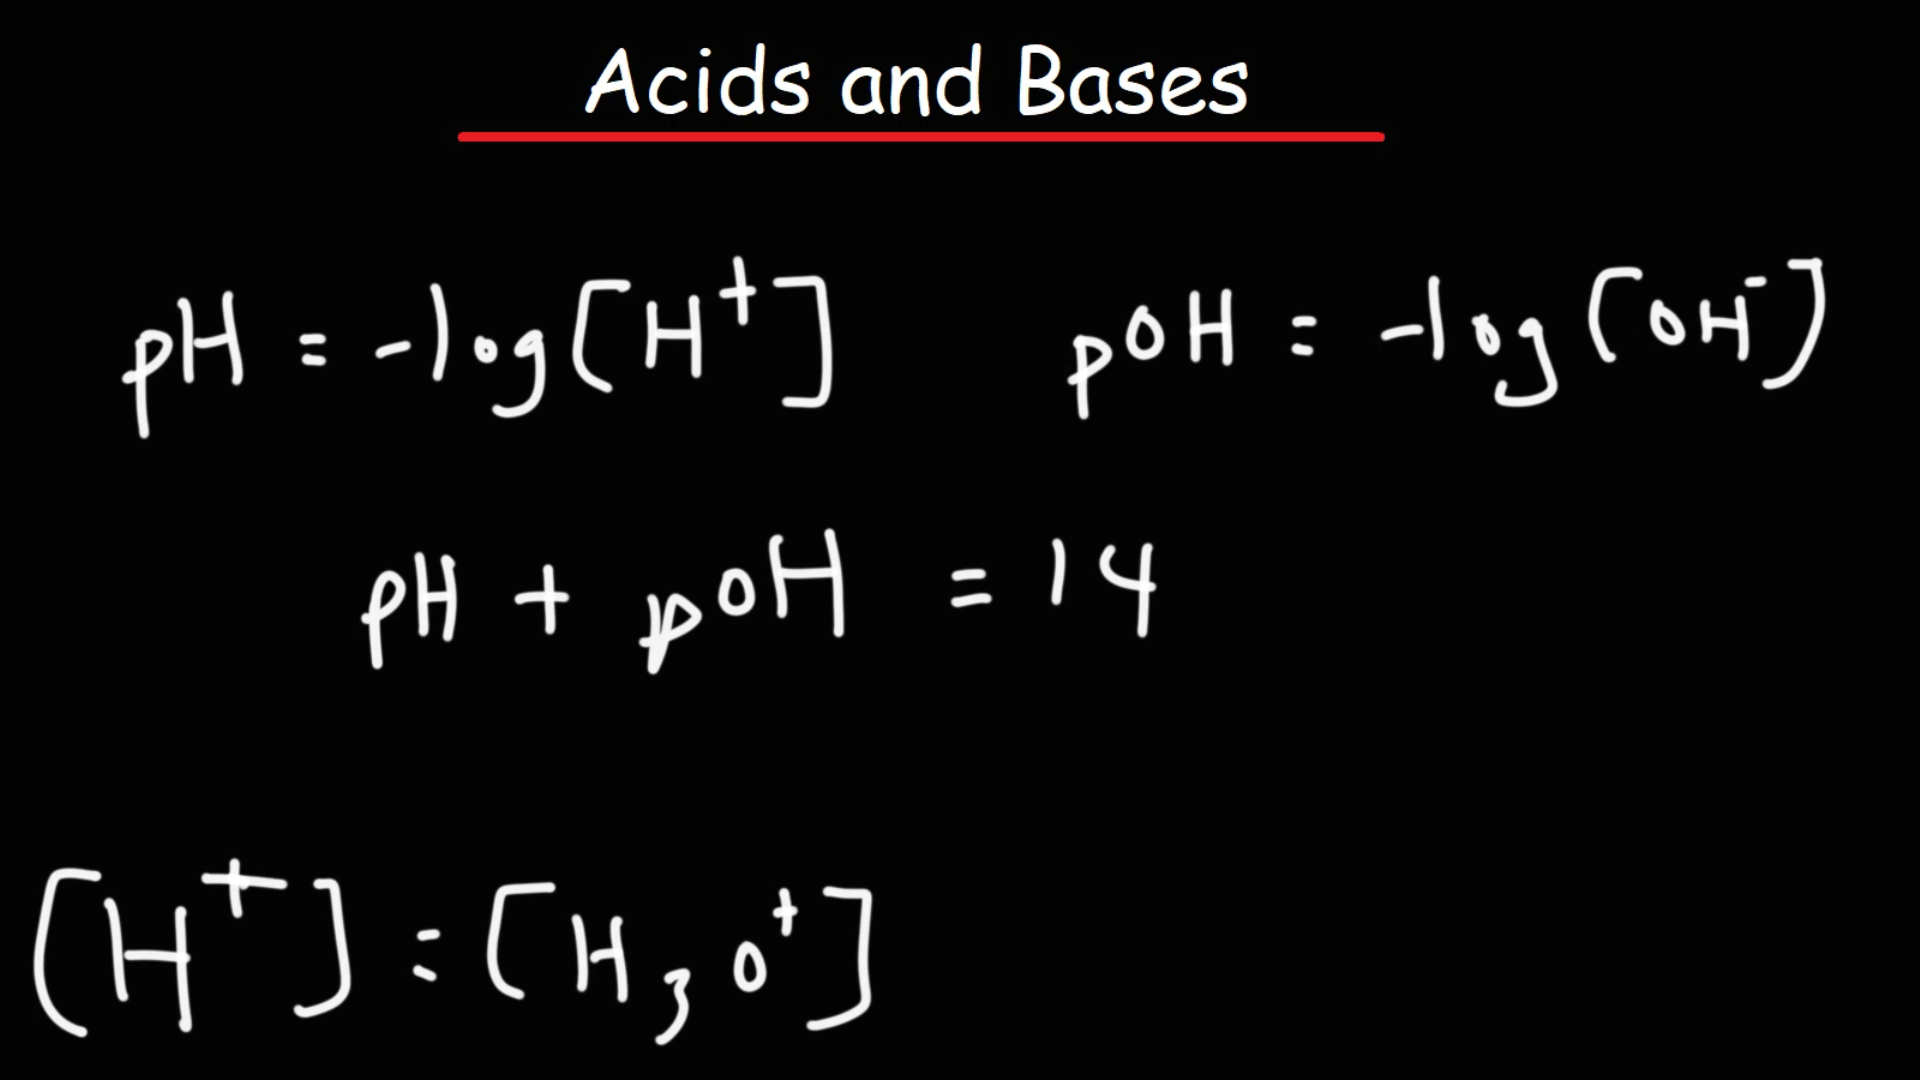 Acids and Bases
pH = -log[H⁺] pOH = -log[OH⁻]
pH + pOH = 14
[H⁺] = [H₃O⁺]